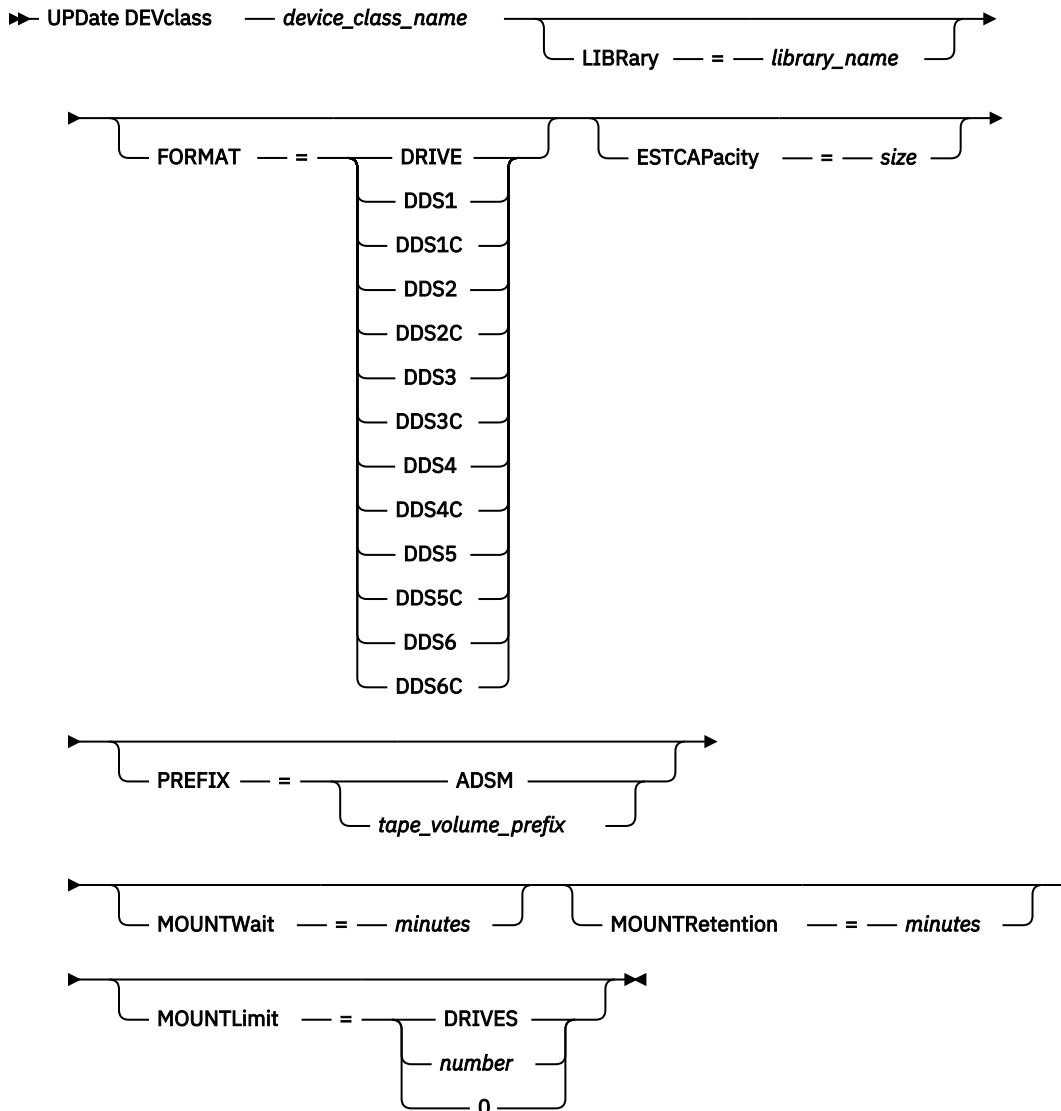 UPDate DEVclass — device_class_name
LIBRary — = — library_name
FORMAT — = — DRIVE
ESTCAPacity — = — size
DDS1
DDS1C
DDS2
DDS2C
DDS3
DDS3C
DDS4
DDS4C
DDS5
DDS5C
DDS6
DDS6C
PREFIX — = — ADSM
tape_volume_prefix
MOUNTWait — = — minutes
MOUNTRetention — = — minutes
MOUNTLimit — = — DRIVES
number
0